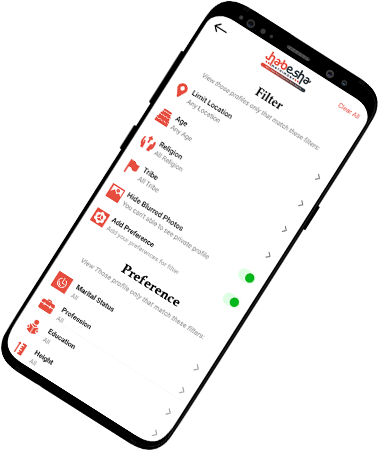 habesha
Clear All
Filter
View those profiles only that match these filters:
Limit Location
Any Location
Age
Any Age
Religion
All Religion
Tribe
All Tribe
Hide Blurred Photos
You can't able to see private profile
Add Preference
Add your preferences for filter
Preference
View Those profile only that match these filters:
Marital Status
All
Profession
All
Education
All
Height
All